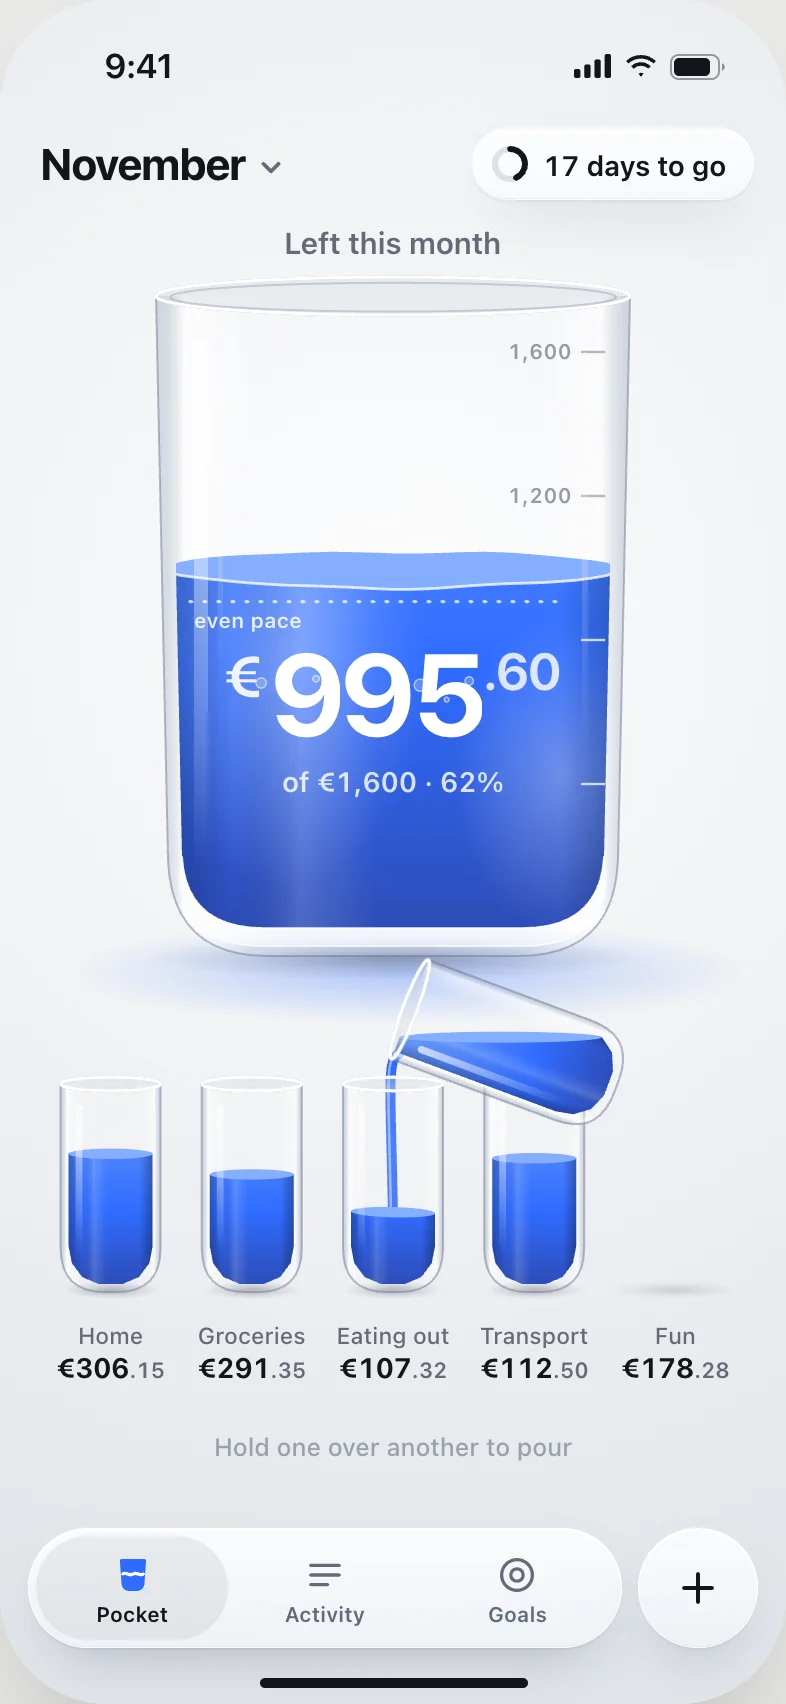 9:41
November
17 days to go
Left this month
1,600
1,200
even pace
€995.60
of €1,600 · 62%
Home
Groceries
Eating out
Transport
Fun
€306.15
€291.35
€107.32
€112.50
€178.28
Hold one over another to pour
Pocket
Activity
Goals